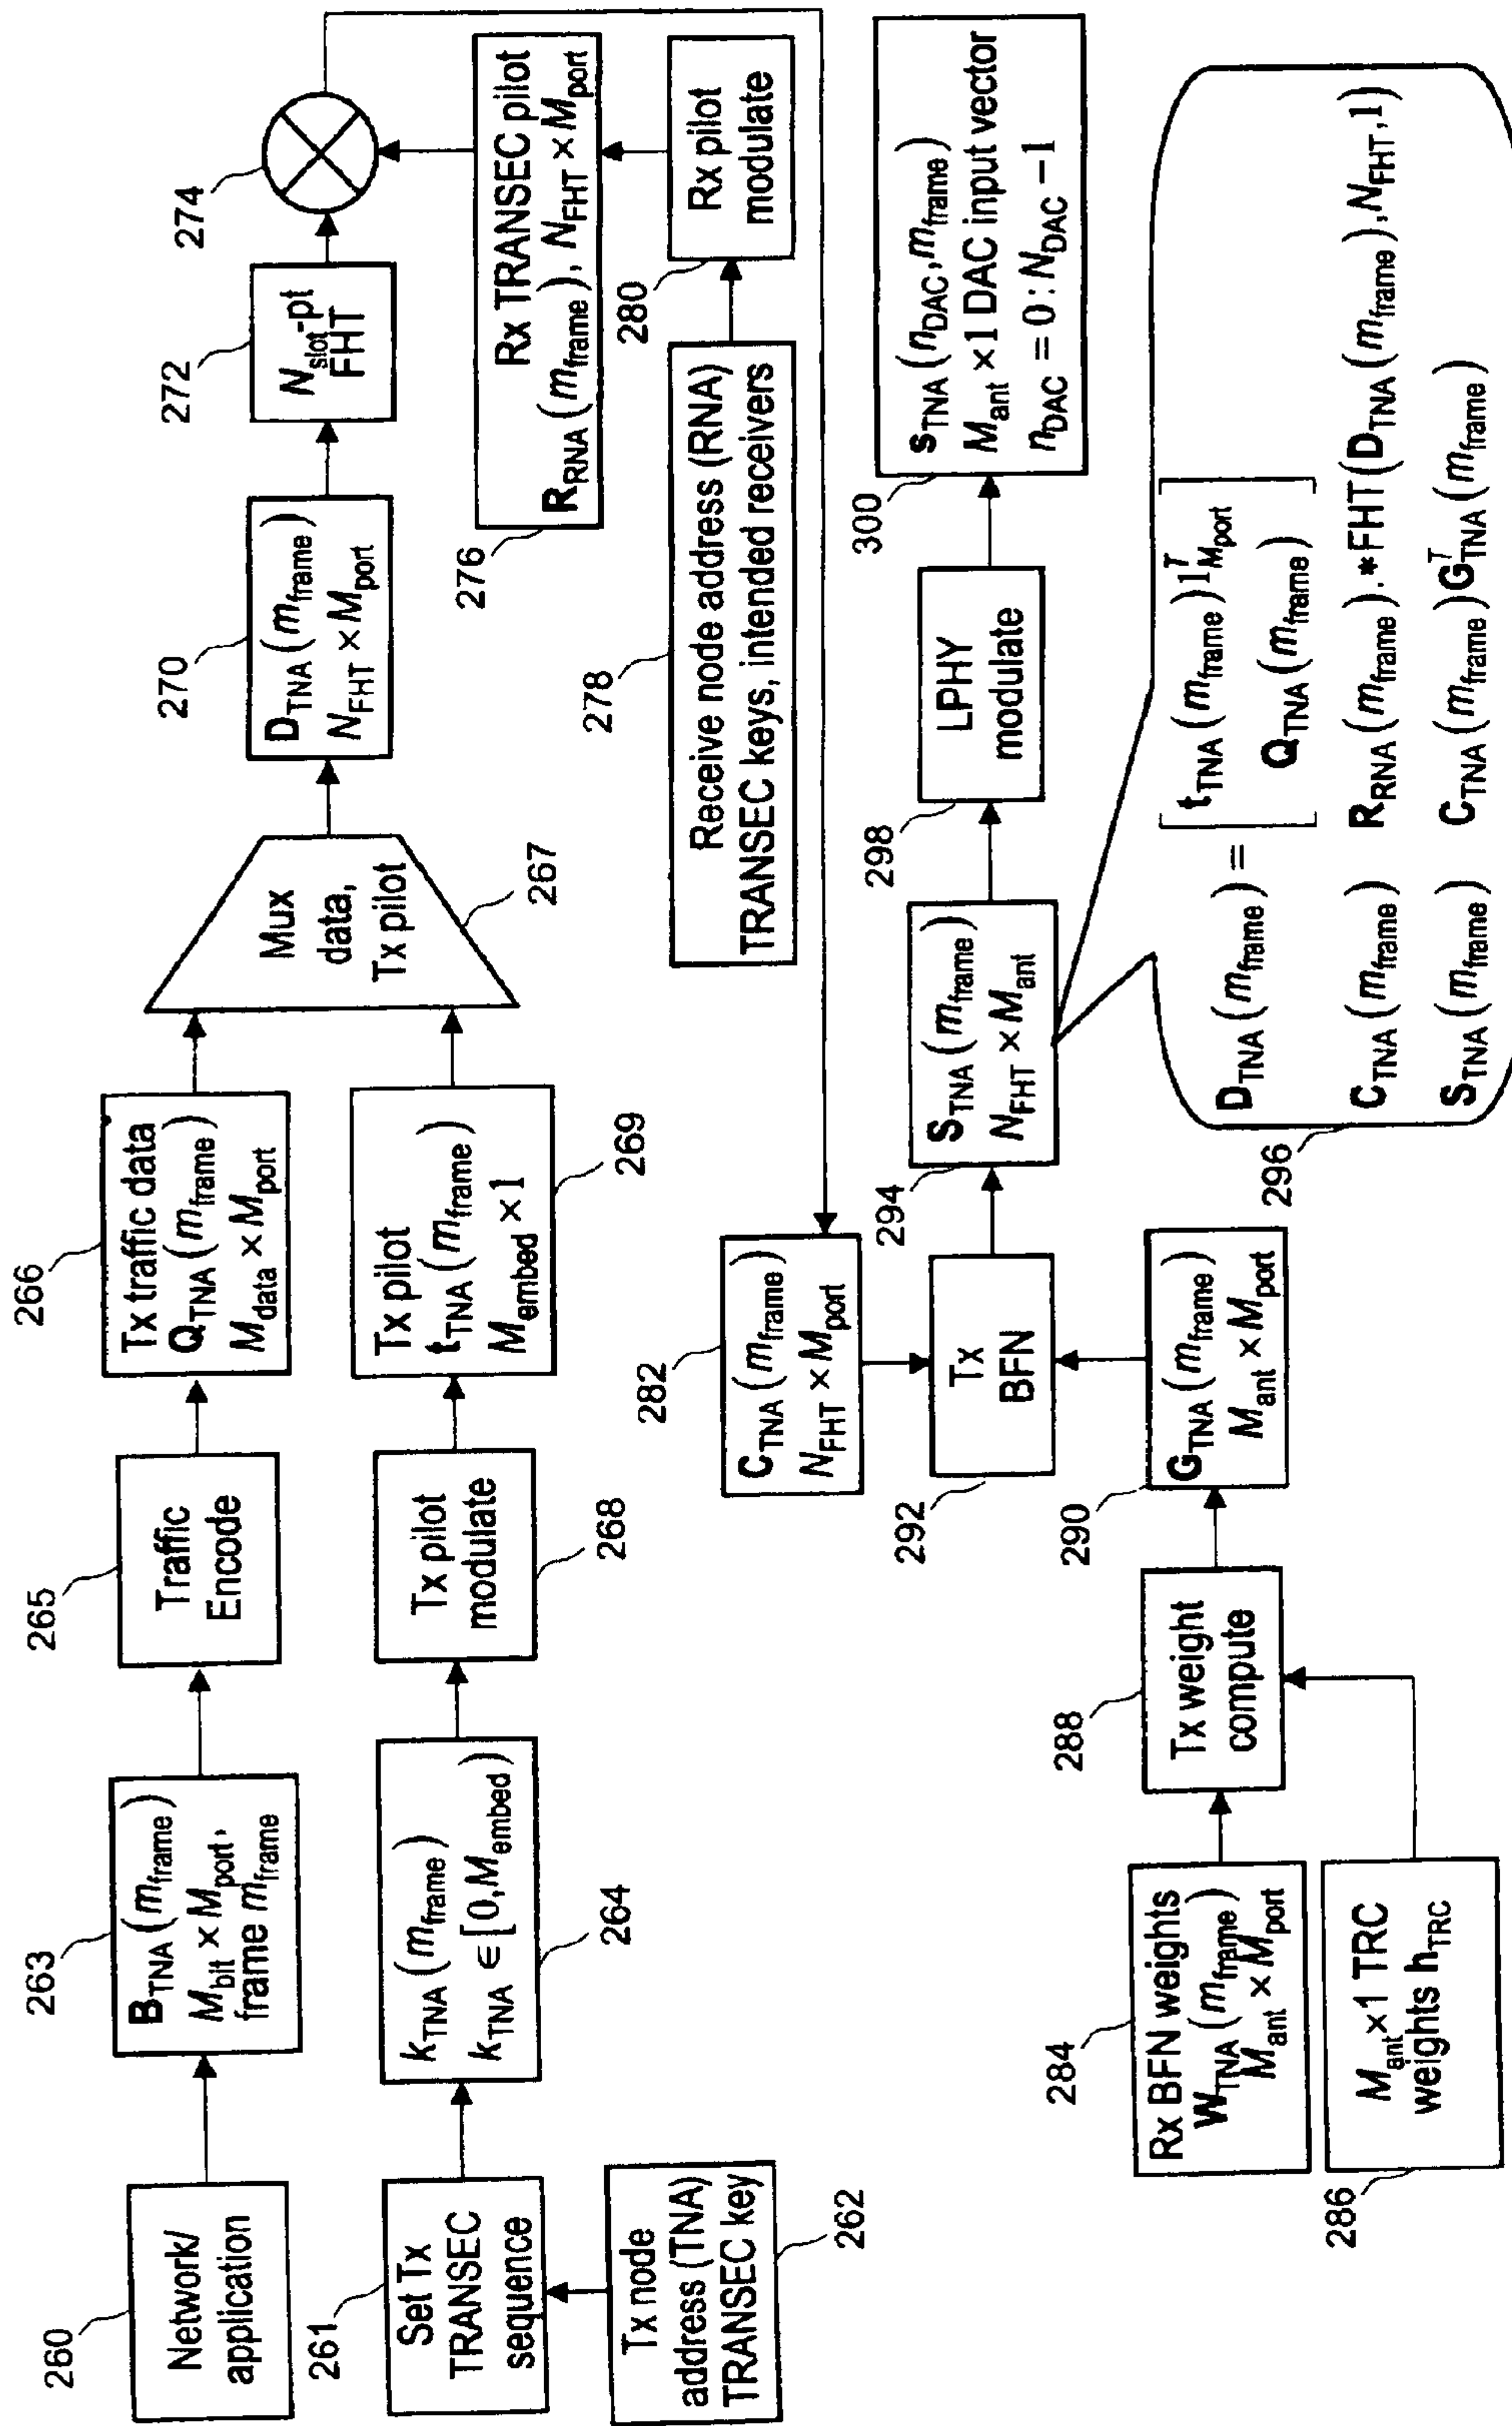 260
Network/
application
263
B_TNA(m_frame)
M_bit × M_port,
frame m_frame
265
Traffic
Encode
266
Tx traffic data
Q_TNA(m_frame)
M_data × M_port
261
Set Tx
TRANSEC
sequence
k_TNA(m_frame)
k_TNA ∈ [0,M_embed)
264
Tx pilot
modulate
268
Tx pilot
t_TNA(m_frame)
M_embed × 1
269
Tx node
address (TNA)
TRANSEC key
262
Mux
data,
Tx pilot
267
270
D_TNA(m_frame)
N_FHT × M_port
272
N_slot-pt
FHT
274
276
Rx TRANSEC pilot
R_RNA(m_frame), N_FHT × M_port
278
Receive node address (RNA)
TRANSEC keys, intended receivers
280
Rx pilot
modulate
282
C_TNA(m_frame)
N_FHT × M_port
284
Rx BFN weights
W_TNA(m_frame)
M_ant × M_port
286
M_ant × 1 TRC
weights h_TRC
288
Tx weight
compute
290
G_TNA(m_frame)
M_ant × M_port
292
Tx
BFN
294
S_TNA(m_frame)
N_FHT × M_ant
298
LPHY
modulate
300
s_TNA(n_DAC,m_frame)
M_ant × 1 DAC input vector
n_DAC = 0 : N_DAC − 1
296
D_TNA(m_frame) = [t_TNA(m_frame)1^T_M_port
Q_TNA(m_frame)]
C_TNA(m_frame) R_RNA(m_frame).*FHT(D_TNA(m_frame),N_FHT,1)
S_TNA(m_frame) C_TNA(m_frame)G^T_TNA(m_frame)